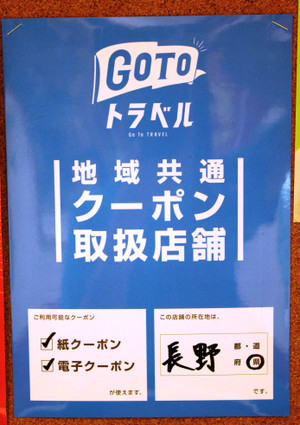 GOTO
トラベル
Go To TRAVEL
地域共通
クーポン
取扱店舗
ご利用可能なクーポン
紙クーポン
電子クーポン
が使えます。
この店舗の所在地は、
長野 都・道
府・県
です。